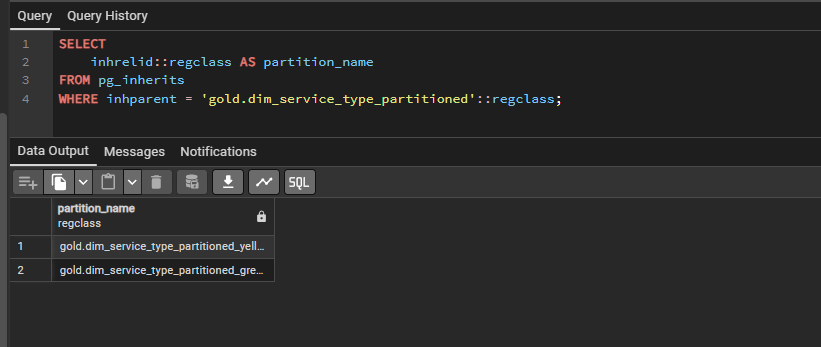 Query Query History
1 SELECT
2 inhrelid::regclass AS partition_name
3 FROM pg_inherits
4 WHERE inhparent = 'gold.dim_service_type_partitioned'::regclass;
Data Output Messages Notifications
SQL
partition_name
regclass
1 gold.dim_service_type_partitioned_yell...
2 gold.dim_service_type_partitioned_gre...